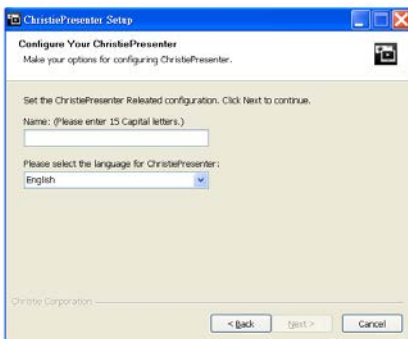 ChristiePresenter Setup
Configure Your ChristiePresenter
Make your options for configuring ChristiePresenter.
Set the ChristiePresenter Releated configuration. Click Next to continue.
Name: (Please enter 15 Capital letters.)
Please select the language for ChristiePresenter:
English
Christie Corporation
< Back
Next >
Cancel